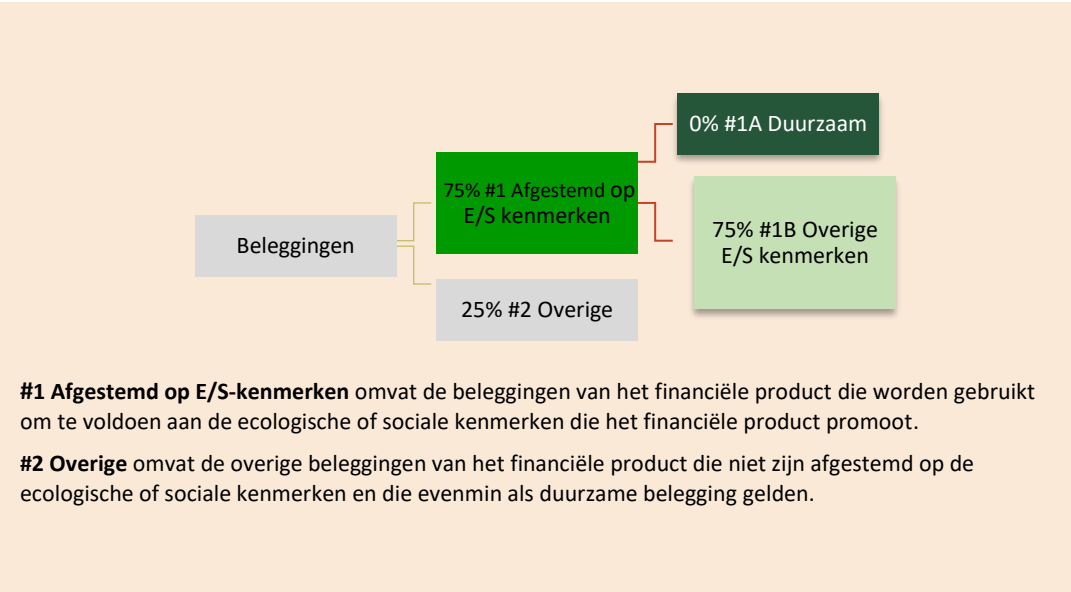 0% #1A Duurzaam
75% #1 Afgestemd op
E/S kenmerken
75% #1B Overige
E/S kenmerken
Beleggingen
25% #2 Overige
#1 Afgestemd op E/S-kenmerken omvat de beleggingen van het financiële product die worden gebruikt
om te voldoen aan de ecologische of sociale kenmerken die het financiële product promoot.
#2 Overige omvat de overige beleggingen van het financiële product die niet zijn afgestemd op de
ecologische of sociale kenmerken en die evenmin als duurzame belegging gelden.